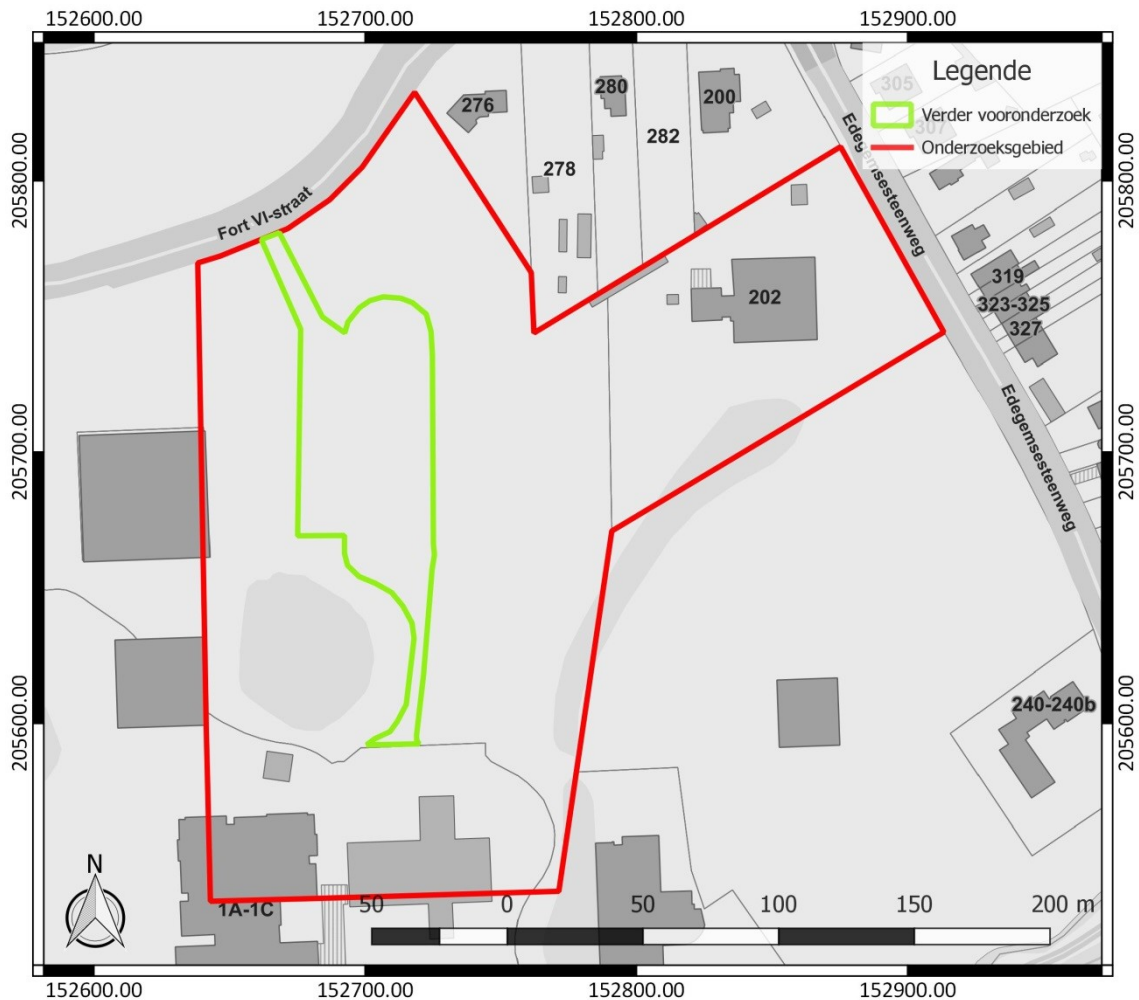 152600.00 152700.00 152800.00 152900.00
Legende
Verder vooronderzoek
Onderzoeksgebied
305
307
276
280
200
278
282
Edegemsesteenweg
205800.00 205800.00
Fort VI-straat
202
319
323-325
327
205700.00 205700.00
Edegemsesteenweg
240-240b
205600.00 205600.00
N
1A-1C
50 0 50 100 150 200 m
152600.00 152700.00 152800.00 152900.00